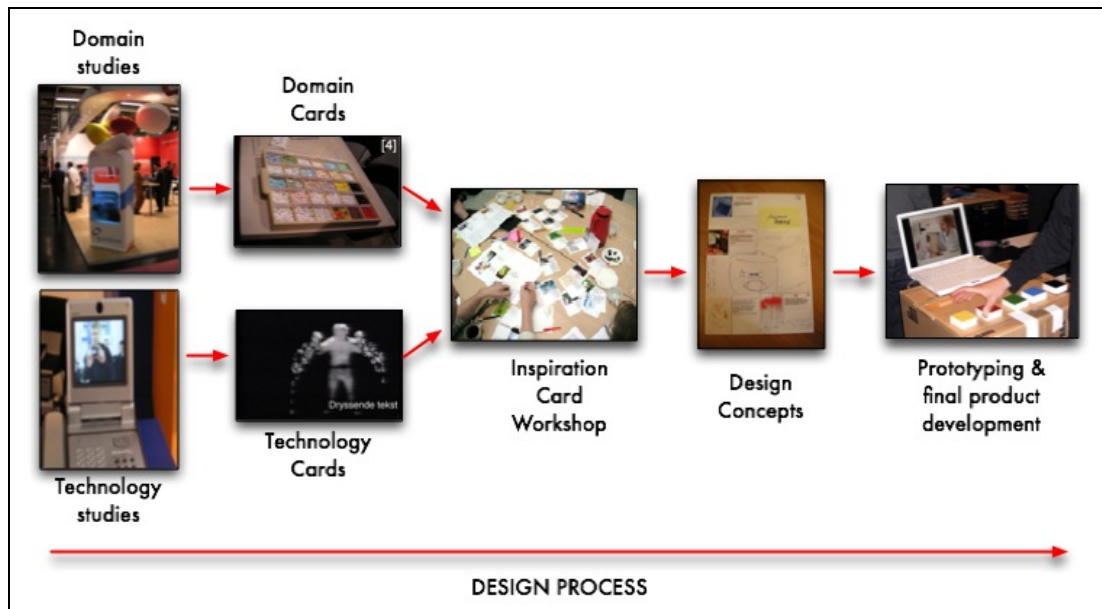 Domain
studies
Domain
Cards
[4]
Dryssende tekst
Technology
Cards
Technology
studies
Inspiration
Card
Workshop
Design
Concepts
Prototyping &
final product
development
DESIGN PROCESS